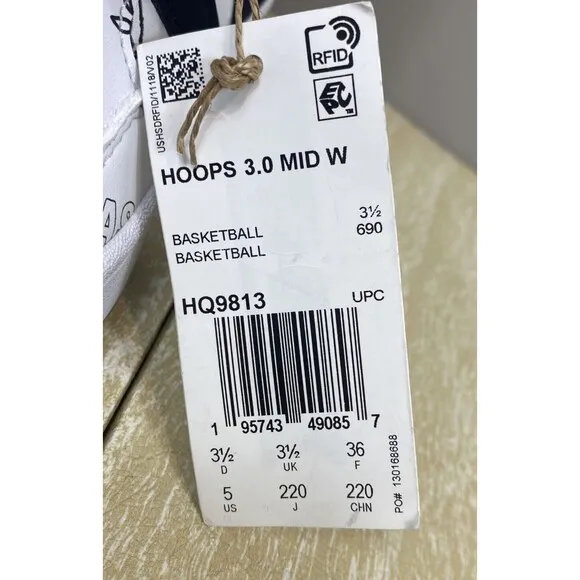 USHSDRFID/1118/V02
RFID
EPC
HOOPS 3.0 MID W
3½
BASKETBALL 690
BASKETBALL
HQ9813 UPC
1 95743 49085 7
3½ 3½ 36
D UK F
5 220 220
US J CHN
PO# 130168688